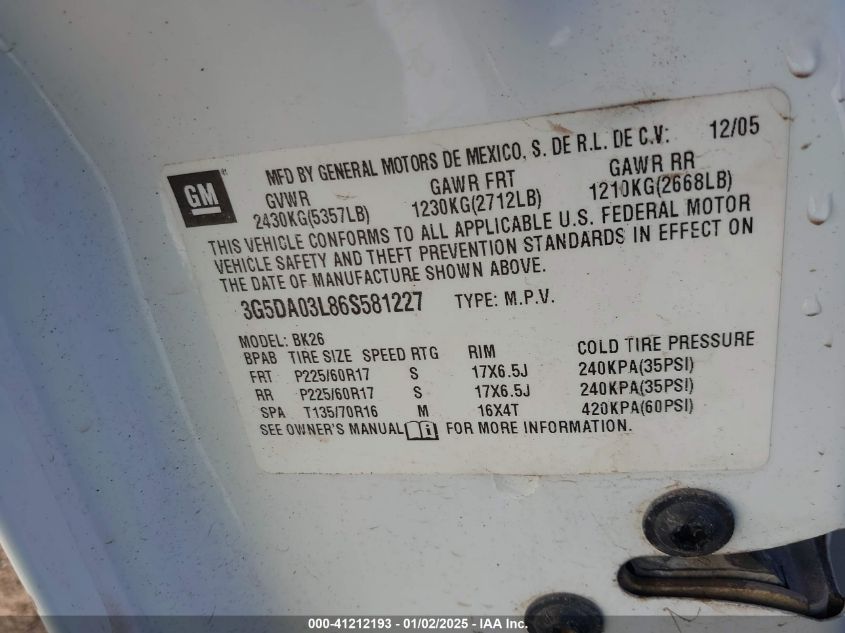 MFD BY GENERAL MOTORS DE MEXICO, S. DE R.L. DE C.V: 12/05
GM
GVWR GAWR FRT GAWR RR
2430KG(5357LB) 1230KG(2712LB) 1210KG(2668LB)
THIS VEHICLE CONFORMS TO ALL APPLICABLE U.S. FEDERAL MOTOR
VEHICLE SAFETY AND THEFT PREVENTION STANDARDS IN EFFECT ON
THE DATE OF MANUFACTURE SHOWN ABOVE.
3G5DA03L86S581227 TYPE: M.P.V.
MODEL: BK26
BPAB TIRE SIZE SPEED RTG RIM COLD TIRE PRESSURE
FRT P225/60R17 S 17X6.5J 240KPA(35PSI)
RR P225/60R17 S 17X6.5J 240KPA(35PSI)
SPA T135/70R16 M 16X4T 420KPA(60PSI)
SEE OWNER'S MANUAL i FOR MORE INFORMATION.
000-41212193 - 01/02/2025 - 1 - IAAI Inc.